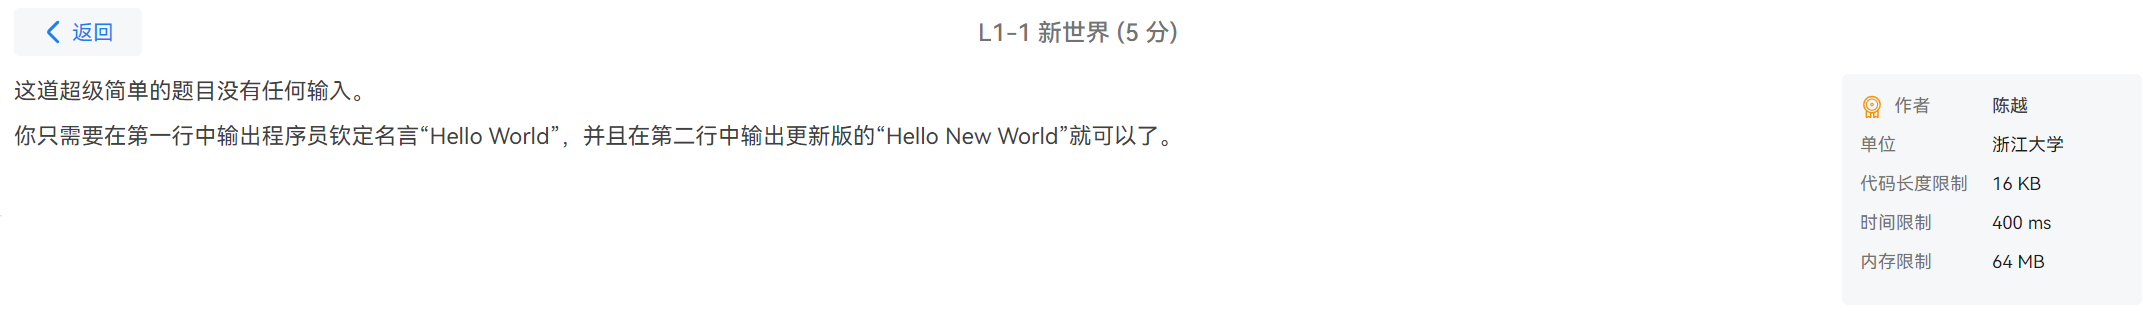 返回
L1-1 新世界 (5 分)
这道超级简单的题目没有任何输入。
你只需要在第一行中输出程序员钦定名言“Hello World”，并且在第二行中输出更新版的“Hello New World”就可以了。
作者 陈越
单位 浙江大学
代码长度限制 16 KB
时间限制 400 ms
内存限制 64 MB